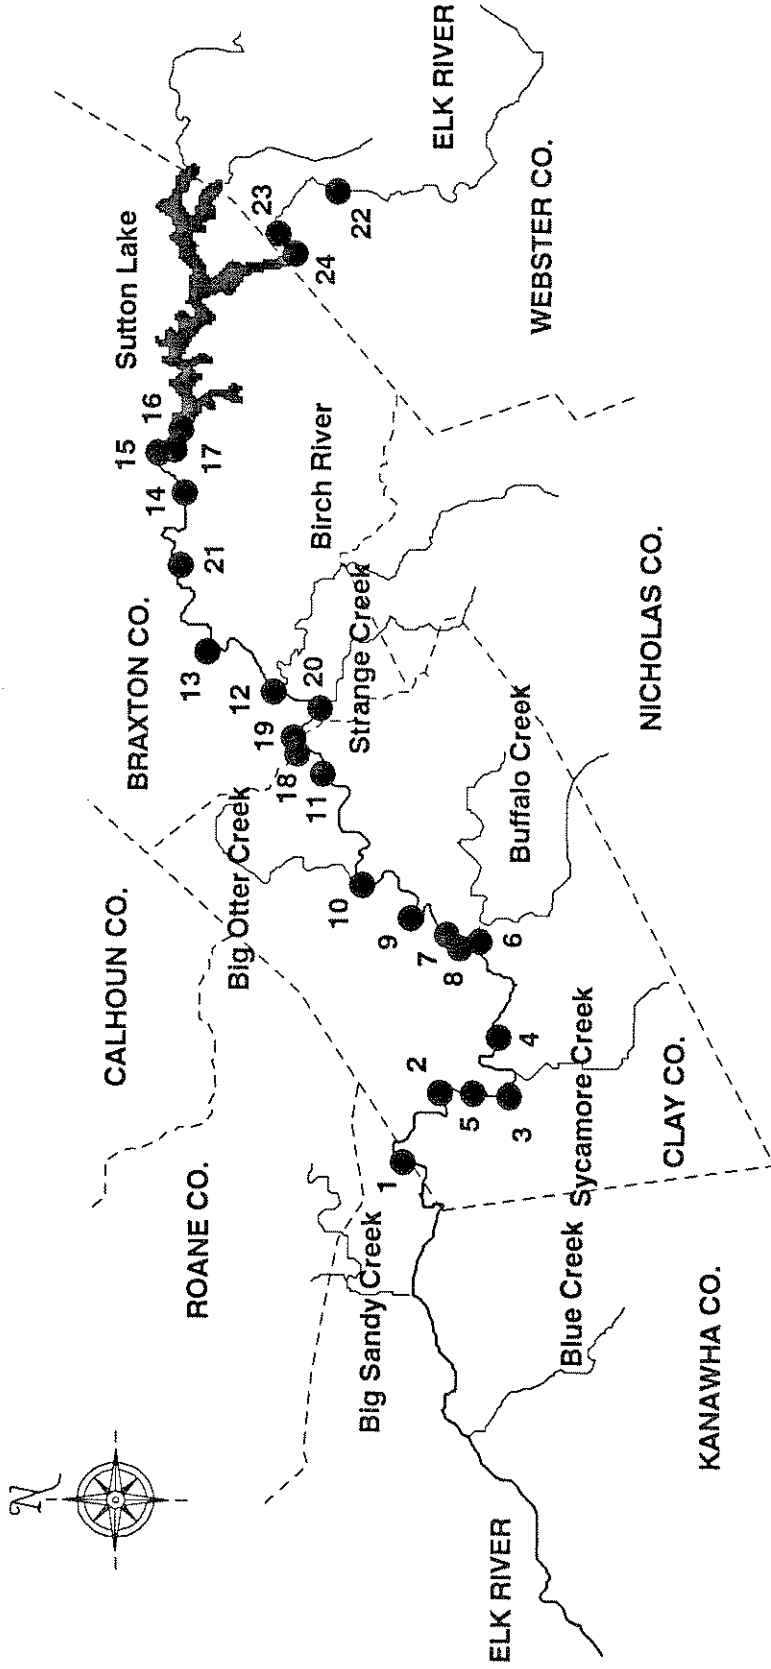 N
ROANE CO.
CALHOUN CO.
BRAXTON CO.
Sutton Lake
Big Otter Creek
Big Sandy Creek
Birch River
Strange Creek
Buffalo Creek
ELK RIVER
WEBSTER CO.
NICHOLAS CO.
Sycamore Creek
CLAY CO.
Blue Creek
KANAWHA CO.
ELK RIVER
1
2
5
3
4
6
8
7
9
10
11
18
19
20
12
13
21
14
15
17
16
24
23
22